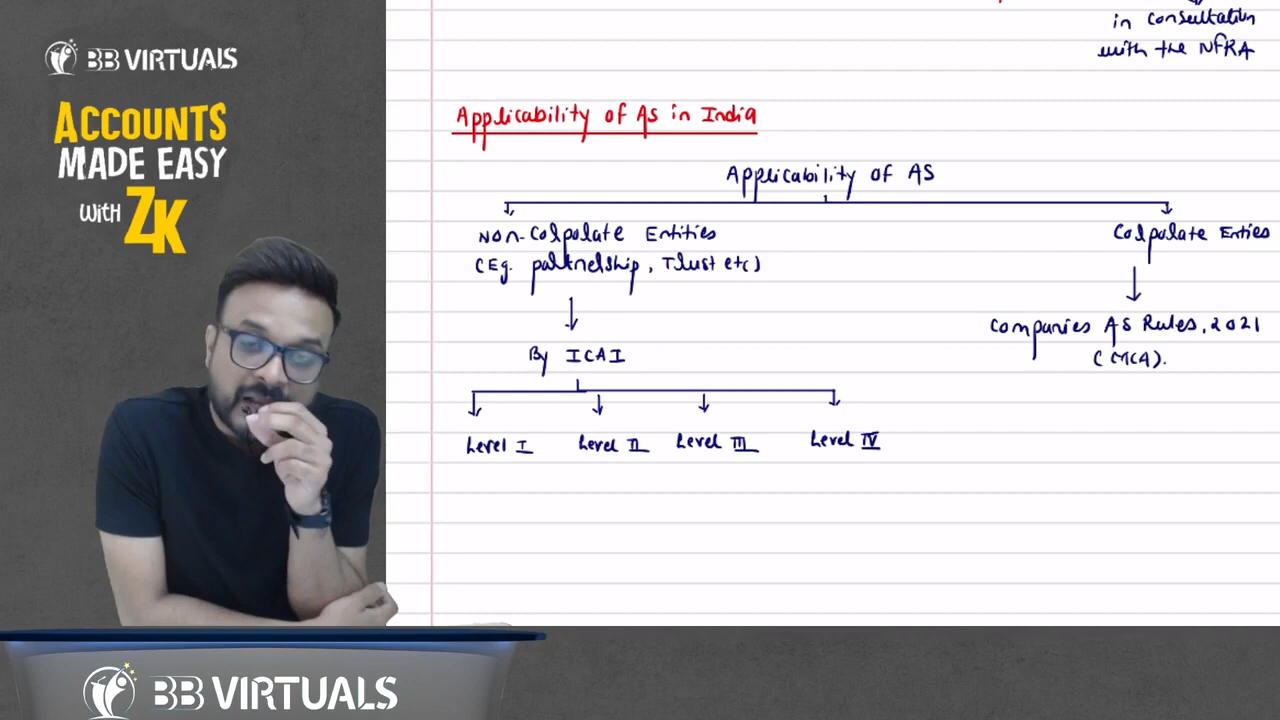 BB VIRTUALS
ACCOUNTS
MADE EASY
with ZK
in consultation
with the NFRA
Applicability of AS in India
Applicability of AS
Non-Corporate Entities
(Eg. partnership, Trust etc)
Corporate Enties
By ICAI
Companies AS Rules, 2021
(MCA).
Level I
Level II
Level III
Level IV
BB VIRTUALS